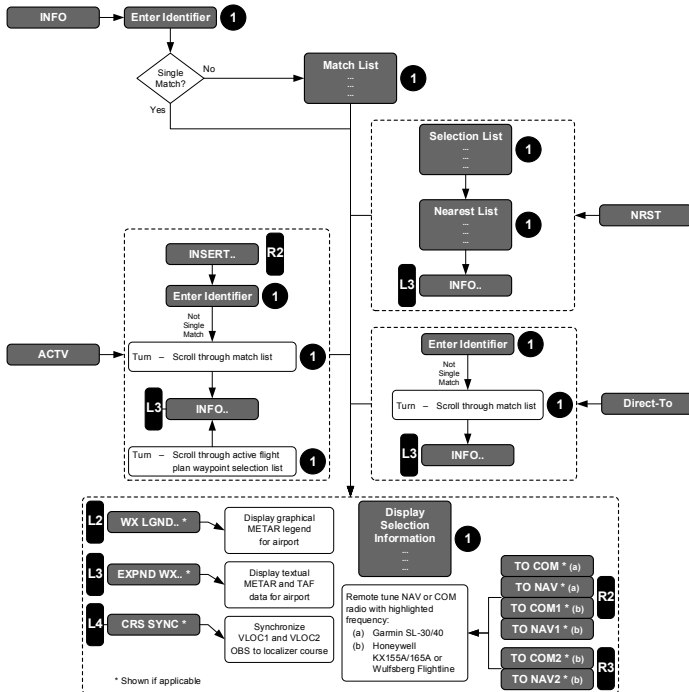 INFO
Enter Identifier
1
Single
Match?
No
Yes
Match List
...
...
...
1
Selection List
...
...
...
1
Nearest List
...
...
...
1
L3
INFO..
NRST
INSERT..
R2
Enter Identifier
1
Not
Single
Match
Turn – Scroll through match list
1
L3
INFO..
Turn – Scroll through active flight
plan waypoint selection list
1
ACTV
Enter Identifier
1
Not
Single
Match
Turn – Scroll through match list
1
L3
INFO..
Direct-To
L2
WX LGND.. *
Display graphical
METAR legend
for airport
L3
EXPND WX.. *
Display textual
METAR and TAF
data for airport
L4
CRS SYNC *
Synchronize
VLOC1 and VLOC2
OBS to localizer course
* Shown if applicable
Display
Selection
Information
...
...
...
1
Remote tune NAV or COM
radio with highlighted
frequency:
(a) Garmin SL-30/40
(b) Honeywell
KX155A/165A or
Wulfsberg Flightline
TO COM * (a)
TO NAV * (a)
TO COM1 * (b)
TO NAV1 * (b)
R2
TO COM2 * (b)
TO NAV2 * (b)
R3